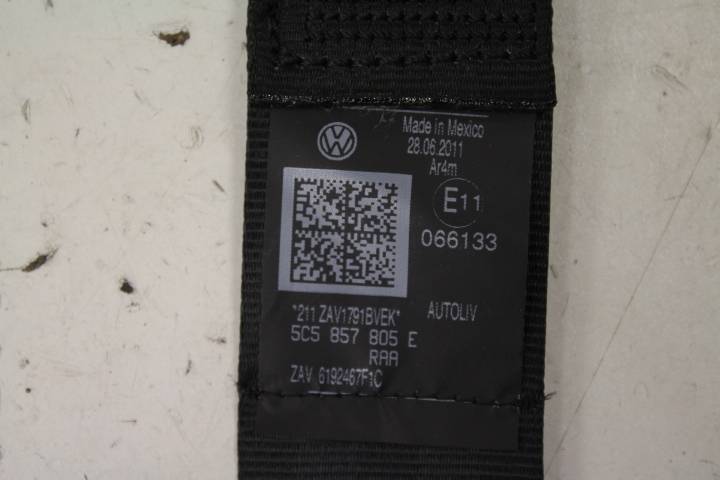 Made in Mexico
28.06.2011
Ar4m
E11
066133
*211 ZAV1791BVEK*
AUTOLIV
5C5 857 805 E
RAA
ZAV 6192467F1C